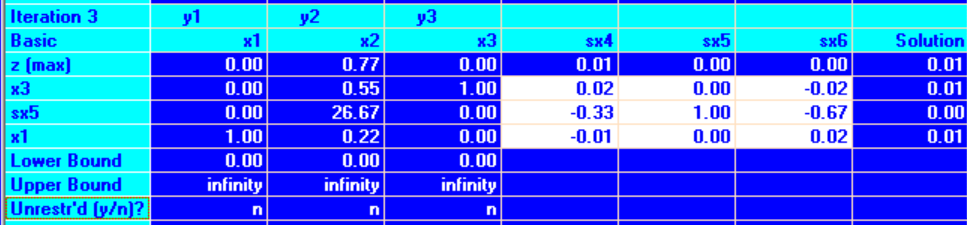 Iteration 3 y1 y2 y3
Basic x1 x2 x3 sx4 sx5 sx6 Solution
z (max) 0.00 0.77 0.00 0.01 0.00 0.00 0.01
x3 0.00 0.55 1.00 0.02 0.00 -0.02 0.01
sx5 0.00 26.67 0.00 -0.33 1.00 -0.67 0.00
x1 1.00 0.22 0.00 -0.01 0.00 0.02 0.01
Lower Bound 0.00 0.00 0.00
Upper Bound infinity infinity infinity
Unrestr'd (y/n)? n n n